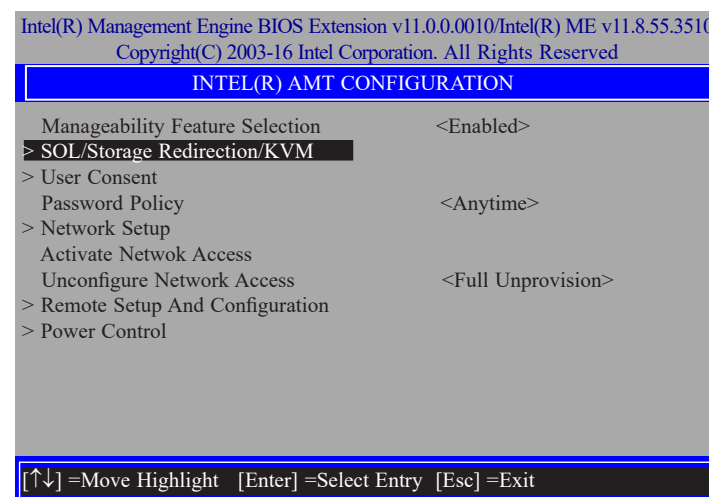 Intel(R) Management Engine BIOS Extension v11.0.0.0010/Intel(R) ME v11.8.55.3510
Copyright(C) 2003-16 Intel Corporation. All Rights Reserved
INTEL(R) AMT CONFIGURATION
Manageability Feature Selection <Enabled>
> SOL/Storage Redirection/KVM
> User Consent
Password Policy <Anytime>
> Network Setup
Activate Netwok Access
Unconfigure Network Access <Full Unprovision>
> Remote Setup And Configuration
> Power Control
[↑↓] =Move Highlight [Enter] =Select Entry [Esc] =Exit